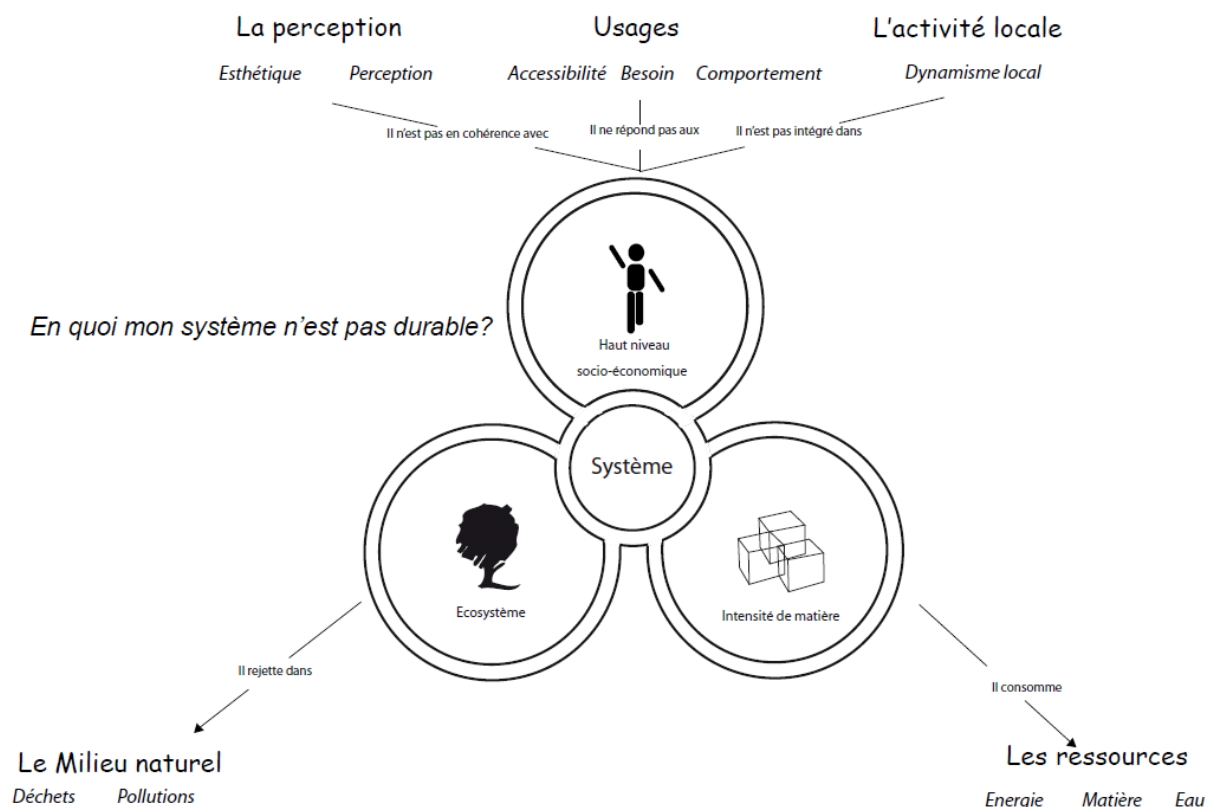 La perception Usages L'activité locale
Esthétique Perception Accessibilité Besoin Comportement Dynamisme local
Il n'est pas en cohérence avec Il ne répond pas aux Il n'est pas intégré dans
En quoi mon système n'est pas durable?
Haut niveau
socio-économique
Système
Ecosystème Intensité de matière
Il rejette dans Il consomme
Le Milieu naturel Les ressources
Déchets Pollutions Energie Matière Eau